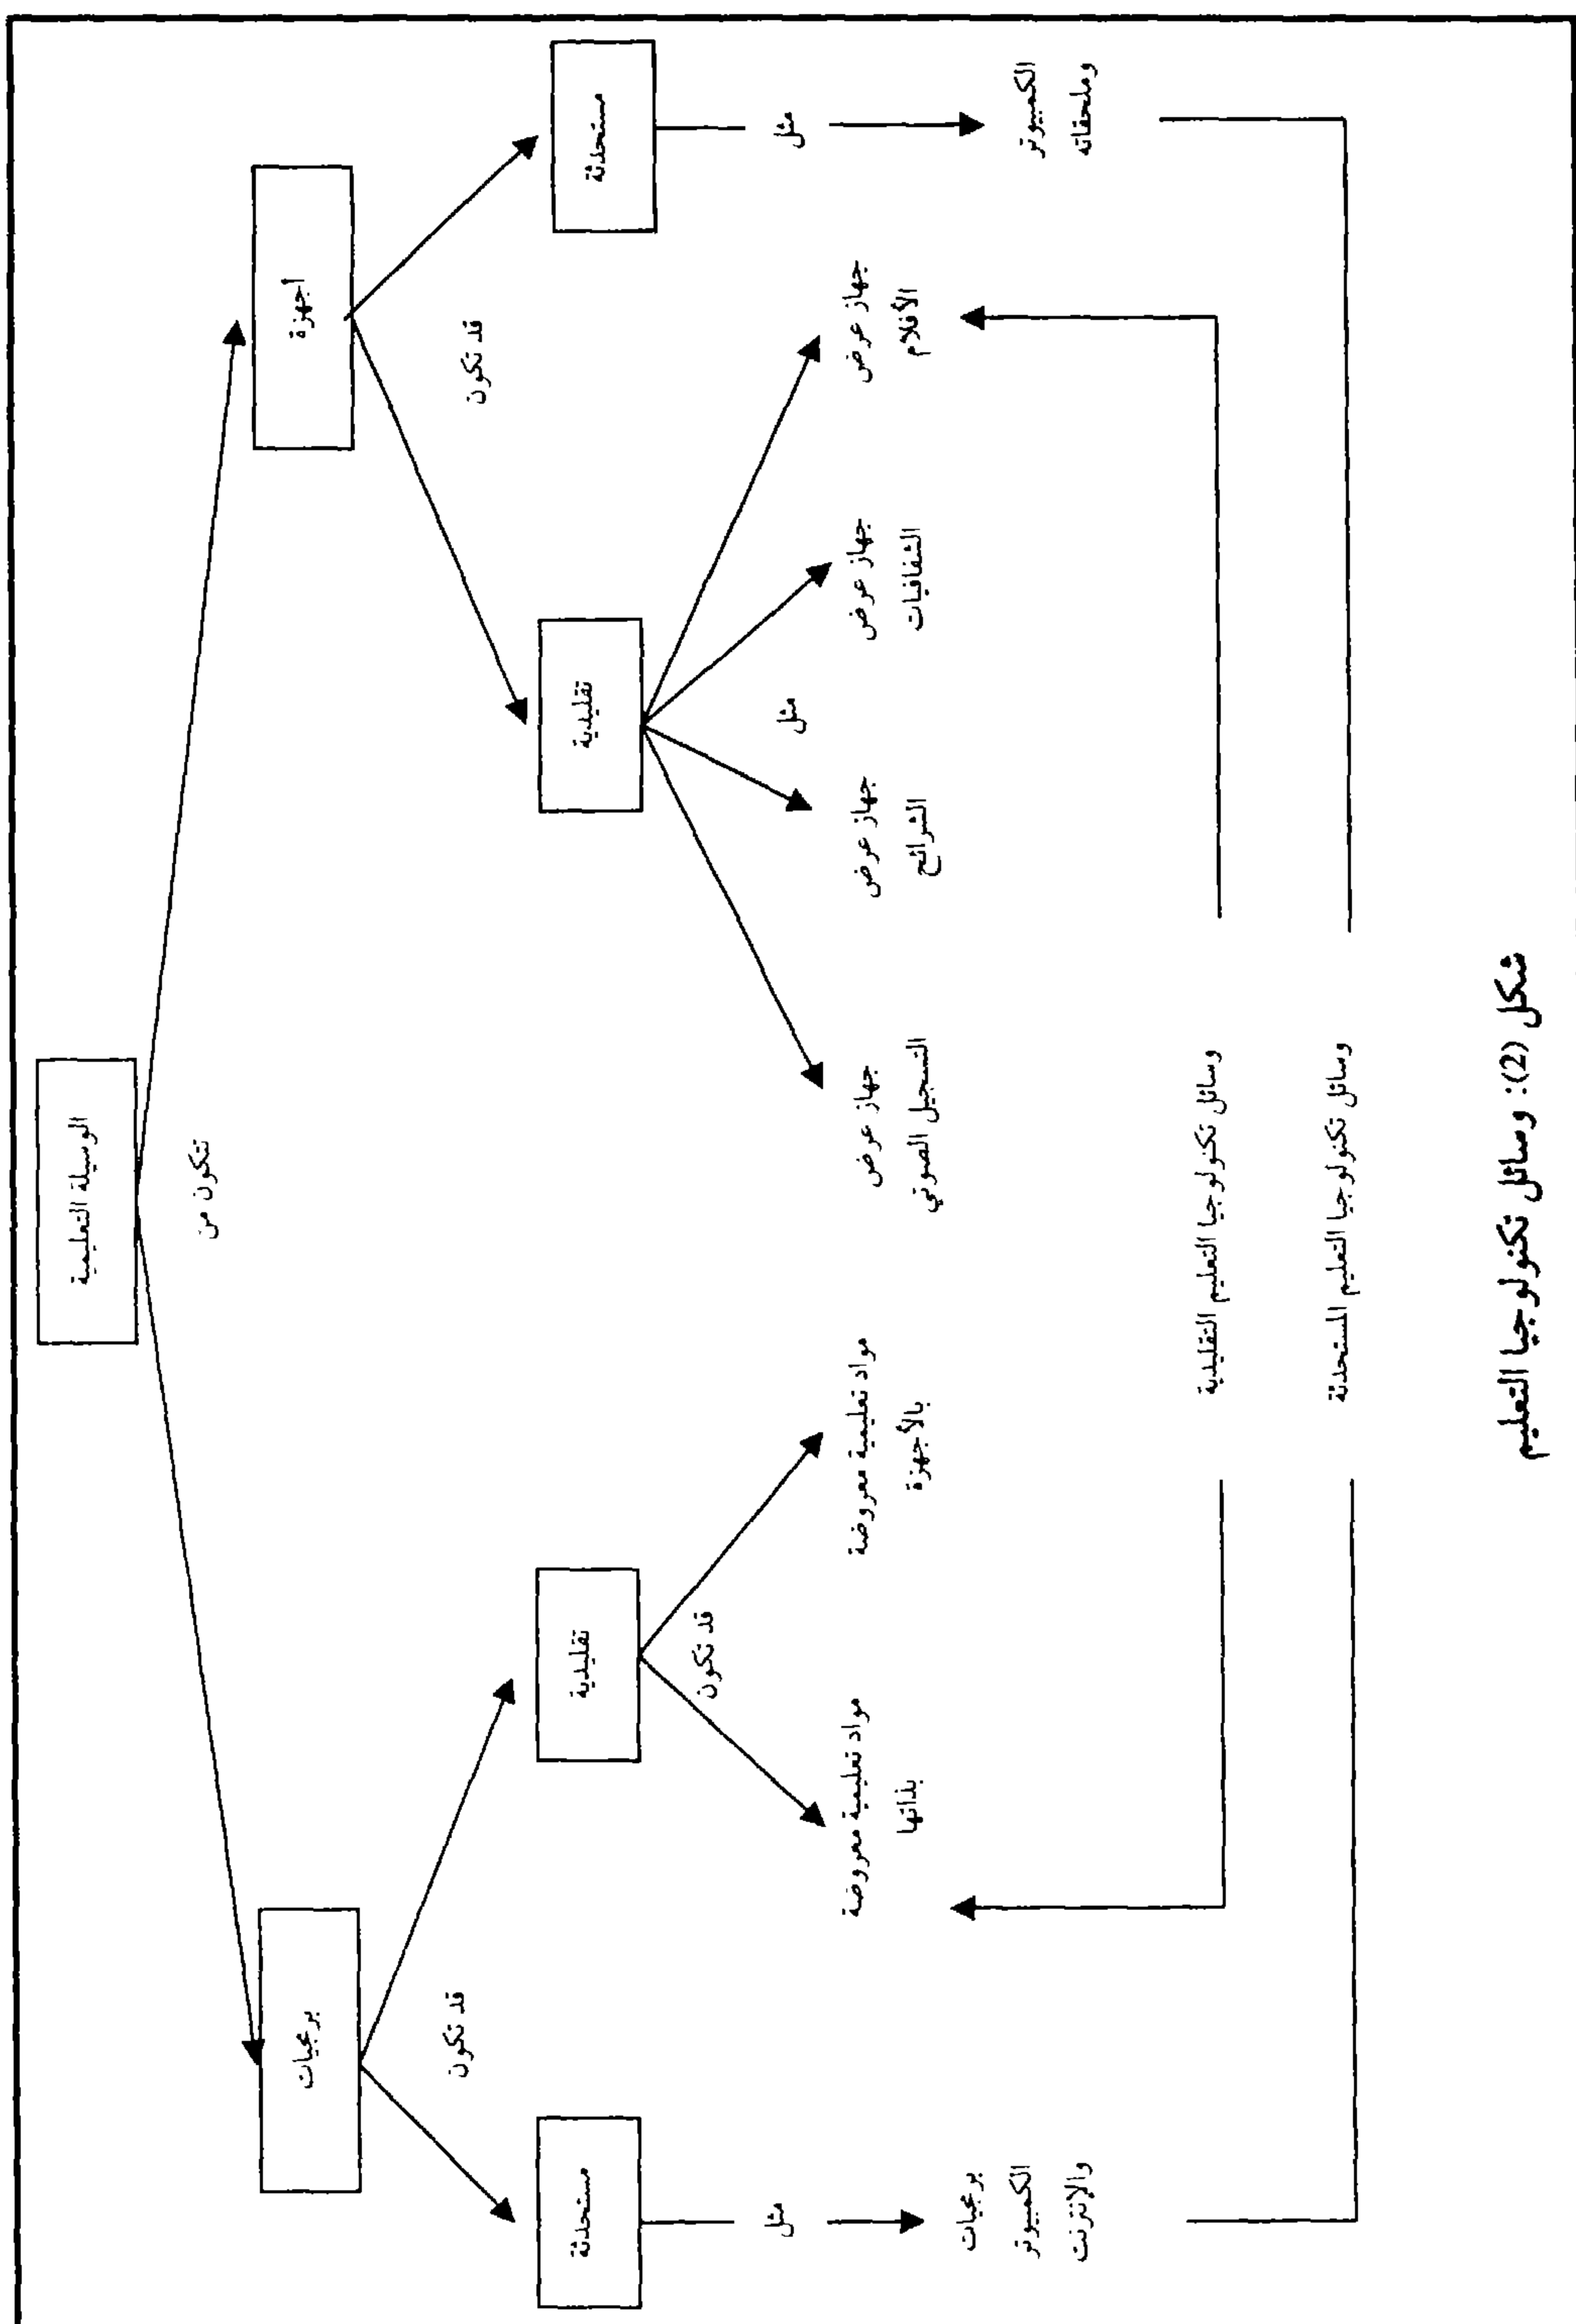 الوسيلة التعليمية
تتكون من
أجهزة
برمجيات
قد تكون
قد تكون
مستحدثة
تقليدية
تقليدية
مستحدثة
مثل
مثل
قد تكون
مثل
الكمبيوتر
وملحقاته
جهاز عرض
الأفلام
جهاز عرض
الشفافيات
جهاز عرض
الشرائح
جهاز عرض
التسجيل الصوتي
مواد تعليمية معروضة
بالأجهزة
مواد تعليمية معروضة
بذاتها
برمجيات
الكمبيوتر
والإنترنت
وسائل تكنولوجيا التعليم التقليدية
وسائل تكنولوجيا التعليم المستحدثة
شكل (2): وسائل تكنولوجيا التعليم